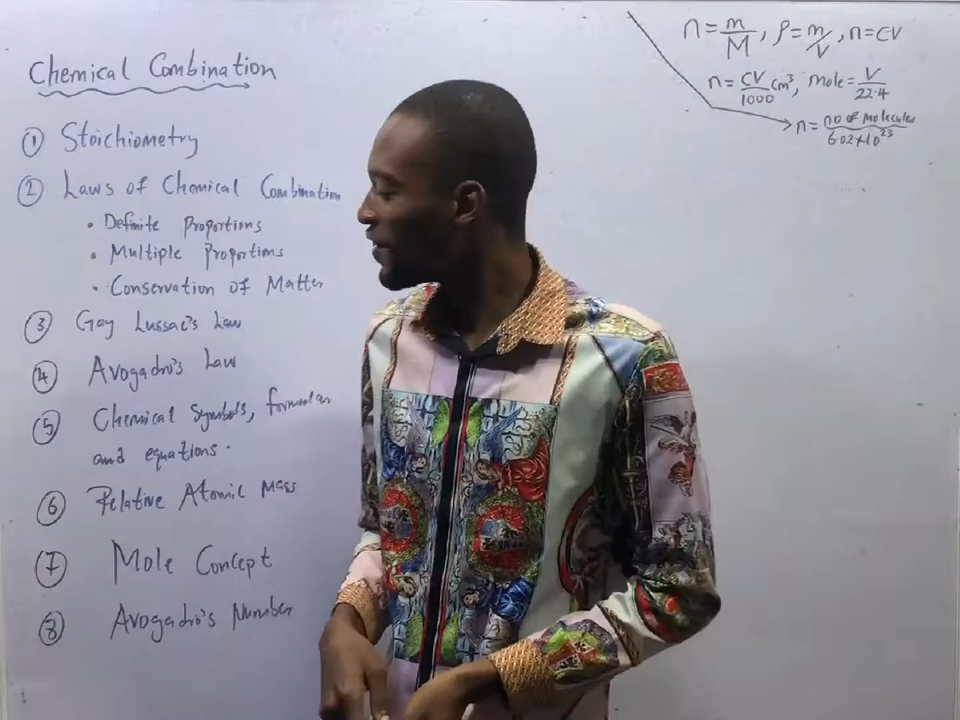 Chemical Combination
① Stoichiometry
② Laws of Chemical Combination
• Definite Proportions
• Multiple Proportions
• Conservation of Matter
③ Gay Lussac's Law
④ Avogadro's Law
⑤ Chemical Symbols, formulae
and equations.
⑥ Relative Atomic Mass
⑦ Mole Concept
⑧ Avogadro's Number
n = m/M, ρ = m/V, n = CV
n = CV/1000 cm³, mole = V/22.4
n = no of molecules/6.02×10²³